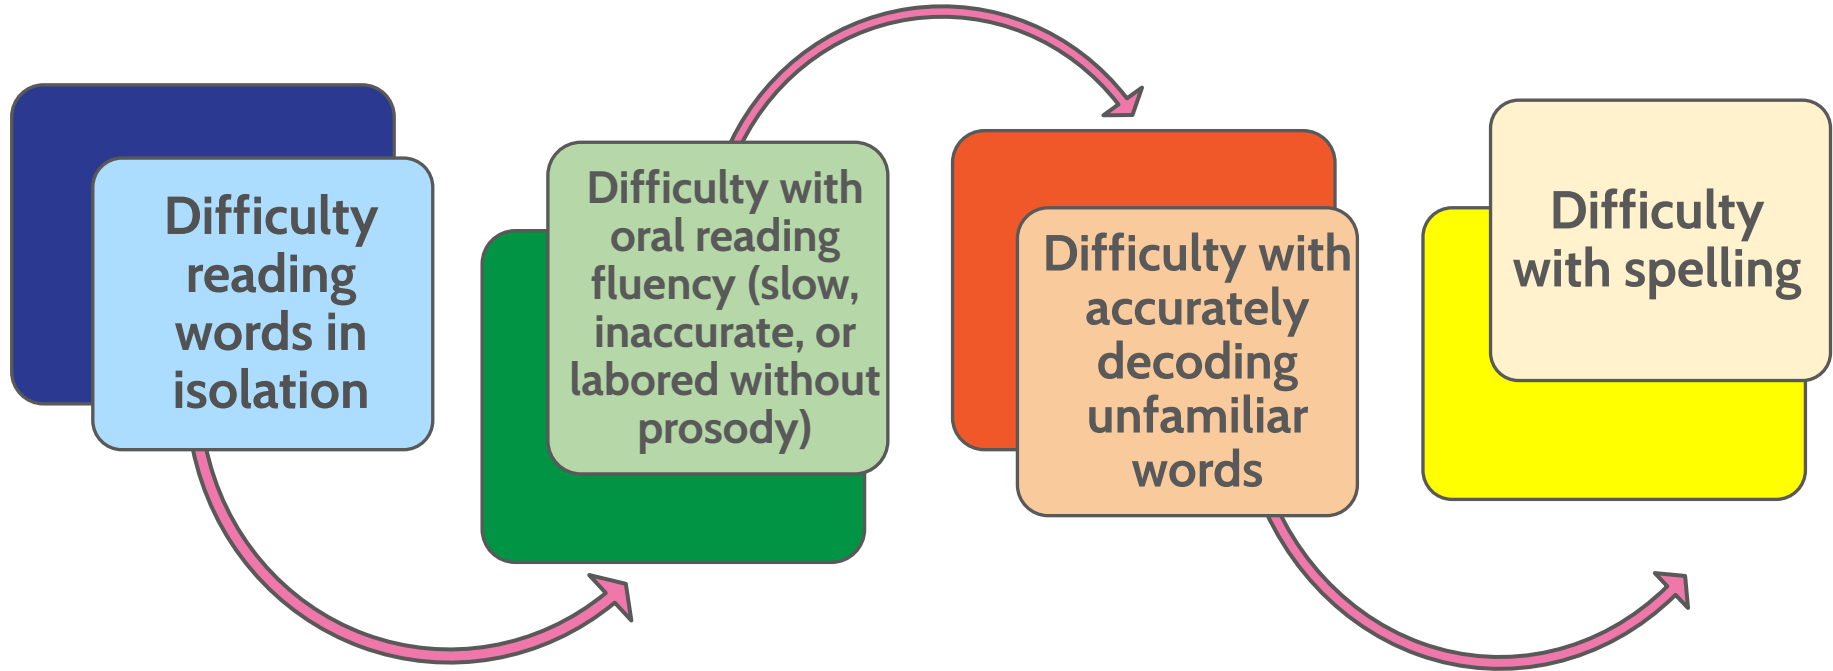 Difficulty
reading
words in
isolation
Difficulty with
oral reading
fluency (slow,
inaccurate, or
labored without
prosody)
Difficulty with
accurately
decoding
unfamiliar
words
Difficulty
with spelling